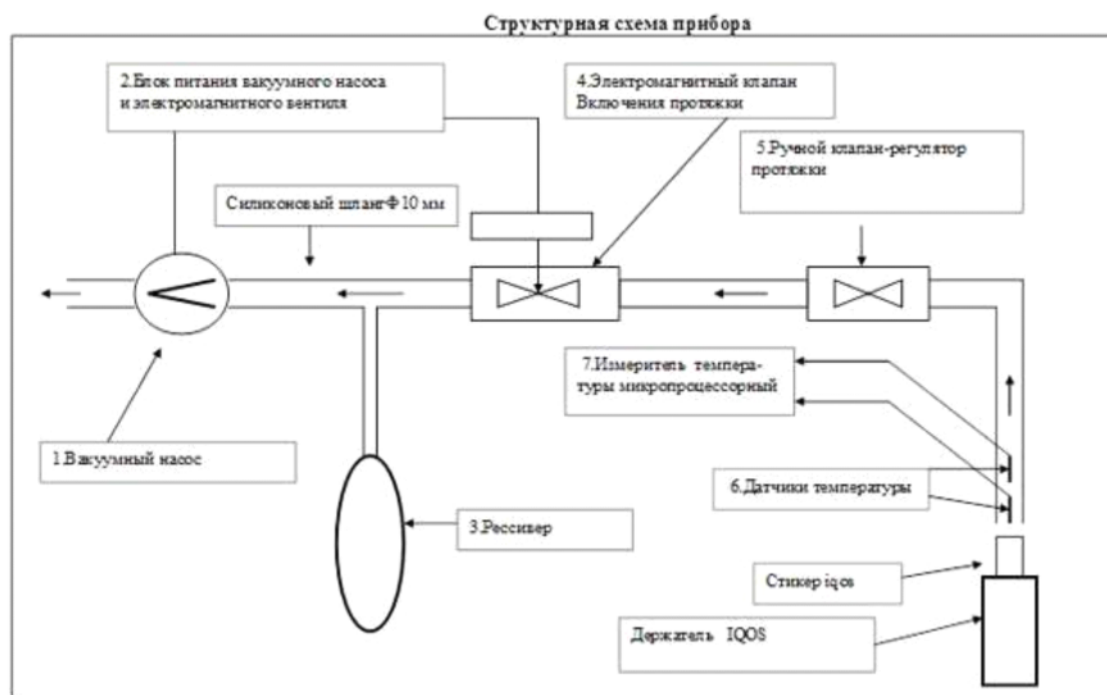 Структурная схема прибора
2.Блок питания вакуумного насоса
и электромагнитного вентиля
4.Электромагнитный клапан
Включения протяжки
5.Ручной клапан-регулятор
протяжки
Силиконовый шлангФ10 мм
7.Измеритель темпера-
туры микропроцессорный
1.Вакуумный насос
6.Датчики температуры
3.Рессивер
Стикер iqos
Держатель IQOS